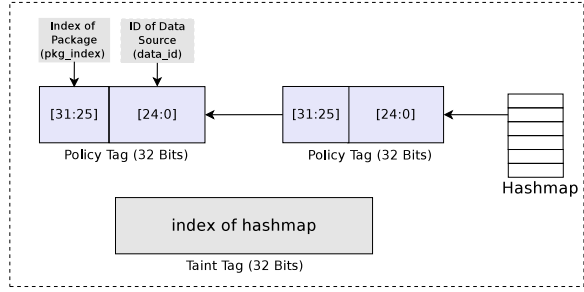 Index of
Package
(pkg_index)
ID of Data
Source
(data_id)
[31:25]
[24:0]
[31:25]
[24:0]
Policy Tag (32 Bits)
Policy Tag (32 Bits)
Hashmap
index of hashmap
Taint Tag (32 Bits)